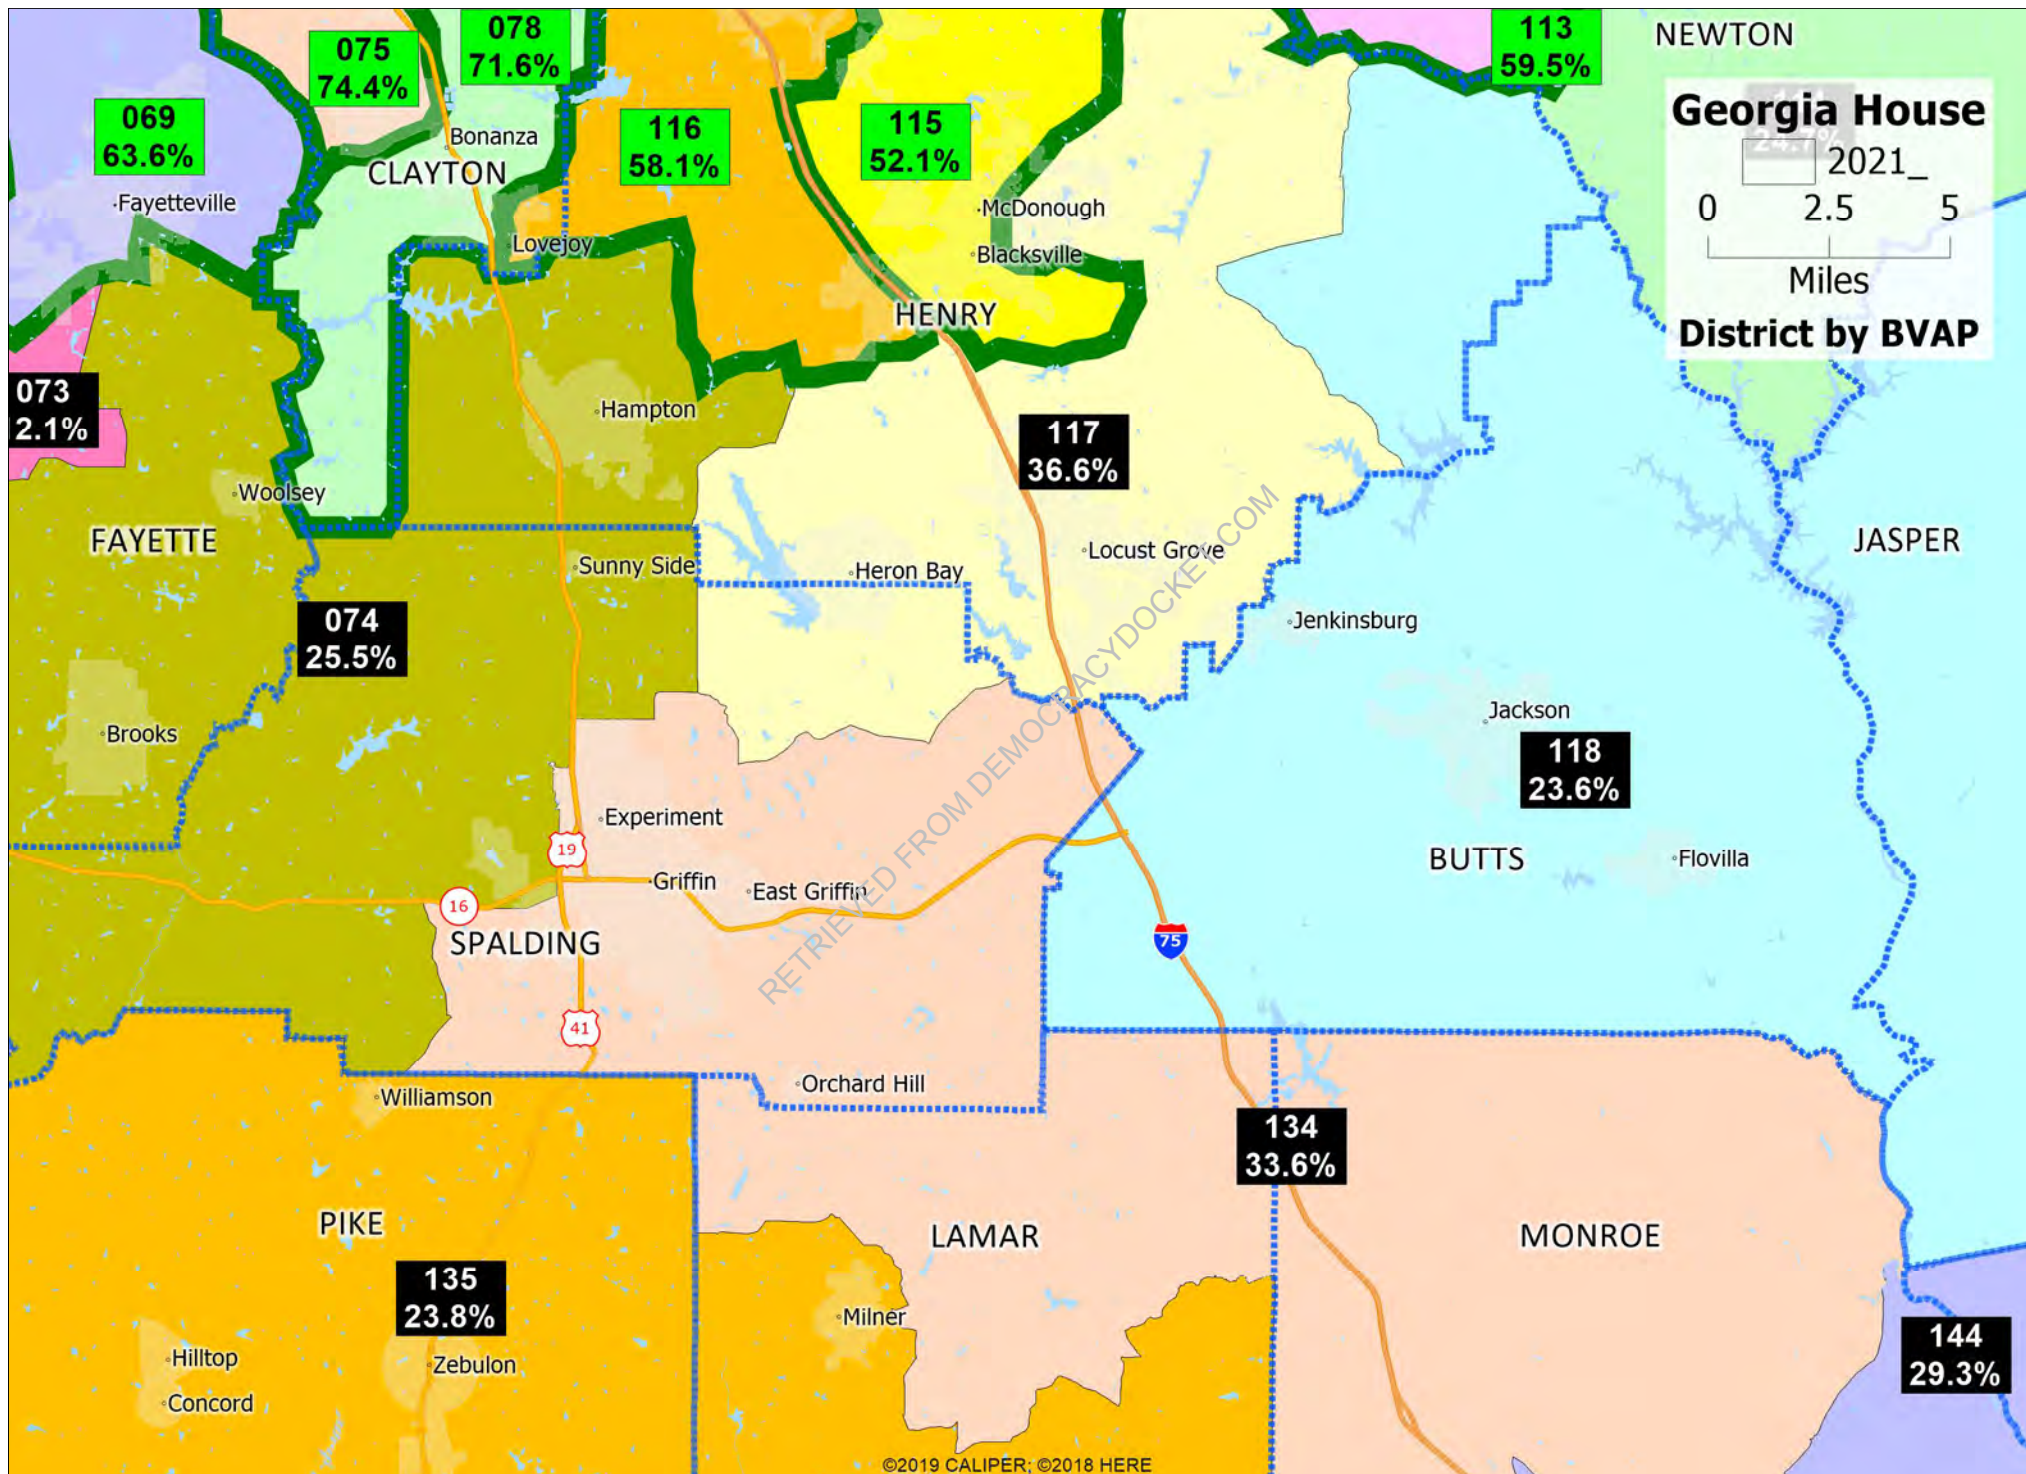 075
74.4%
078
71.6%
113
59.5%
NEWTON
069
63.6%
116
58.1%
115
52.1%
Georgia House
24.7%
2021_
0 2.5 5
Miles
District by BVAP
Bonanza
CLAYTON
Fayetteville
McDonough
Lovejoy
Blacksville
HENRY
073
2.1%
Hampton
117
36.6%
Woolsey
FAYETTE
JASPER
Sunny Side
Heron Bay
Locust Grove
074
25.5%
Jenkinsburg
Brooks
Jackson
118
23.6%
Experiment
19
BUTTS
Flovilla
Griffin
East Griffin
16
SPALDING
75
41
RETRIEVED FROM DEMOCRACYDOCKET.COM
Williamson
Orchard Hill
134
33.6%
PIKE
LAMAR
MONROE
135
23.8%
Milner
144
29.3%
Hilltop
Zebulon
Concord
©2019 CALIPER; ©2018 HERE